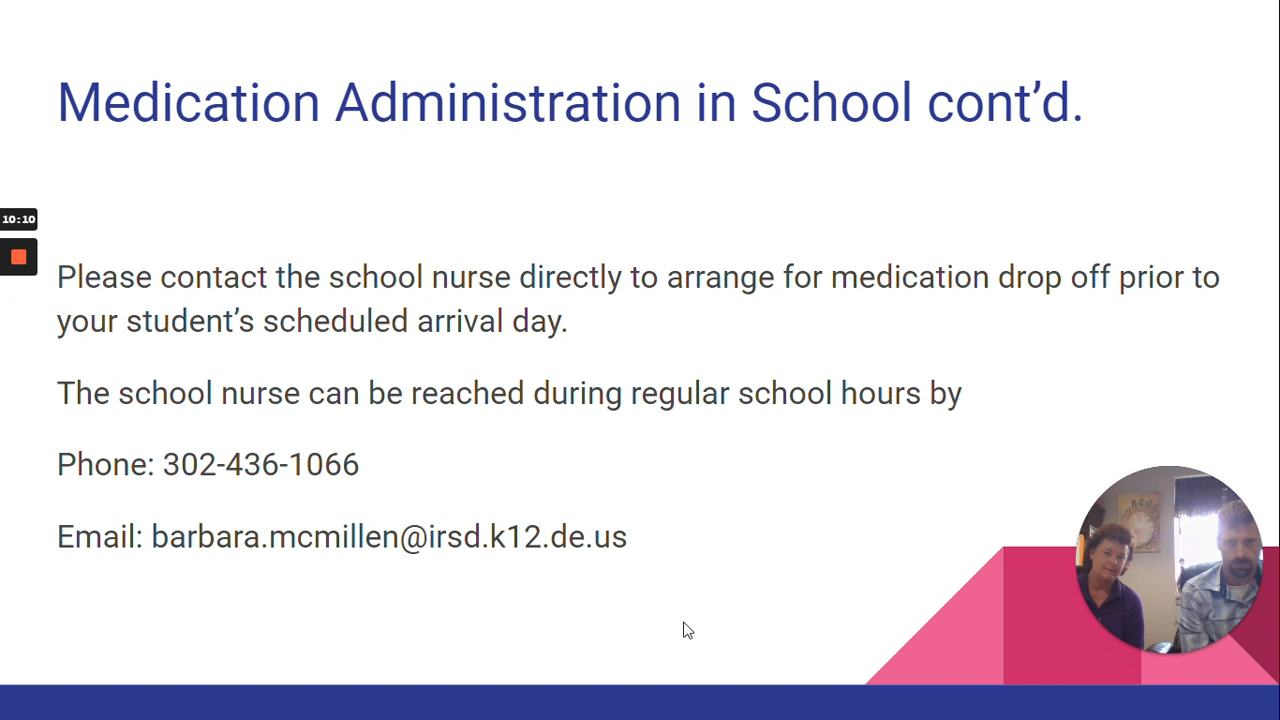 Medication Administration in School cont’d.
10:10
Please contact the school nurse directly to arrange for medication drop off prior to
your student’s scheduled arrival day.
The school nurse can be reached during regular school hours by
Phone: 302-436-1066
Email: barbara.mcmillen@irsd.k12.de.us